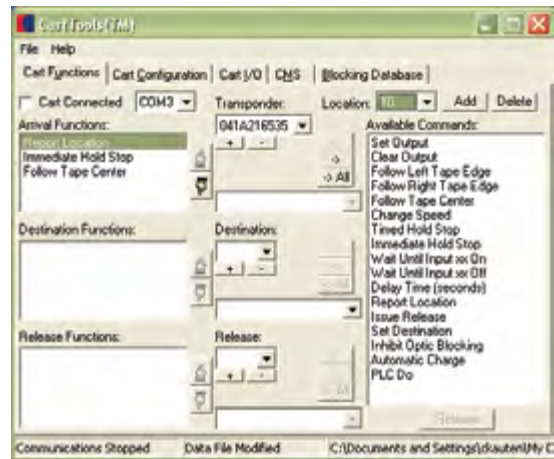 Cart Tools(TM)
File Help
Cart Functions Cart Configuration Cart I/O CMS Blocking Database
Cart Connected COM3 Transponder: Location: 10 Add Delete
Arrival Functions: 041A216535 Available Commands:
Report Location
Immediate Hold Stop
Follow Tape Center
+ -
->
-> All
Set Output
Clear Output
Follow Left Tape Edge
Follow Right Tape Edge
Follow Tape Center
Change Speed
Timed Hold Stop
Immediate Hold Stop
Wait Until Input xx On
Wait Until Input xx Off
Delay Time (seconds)
Report Location
Issue Release
Set Destination
Inhibit Optic Blocking
Automatic Charge
PLC Do
Destination Functions: Destination:
+ -
Release Functions: Release:
+ -
Communications Stopped Data File Modified C:\Documents and Settings\dkauten\My D